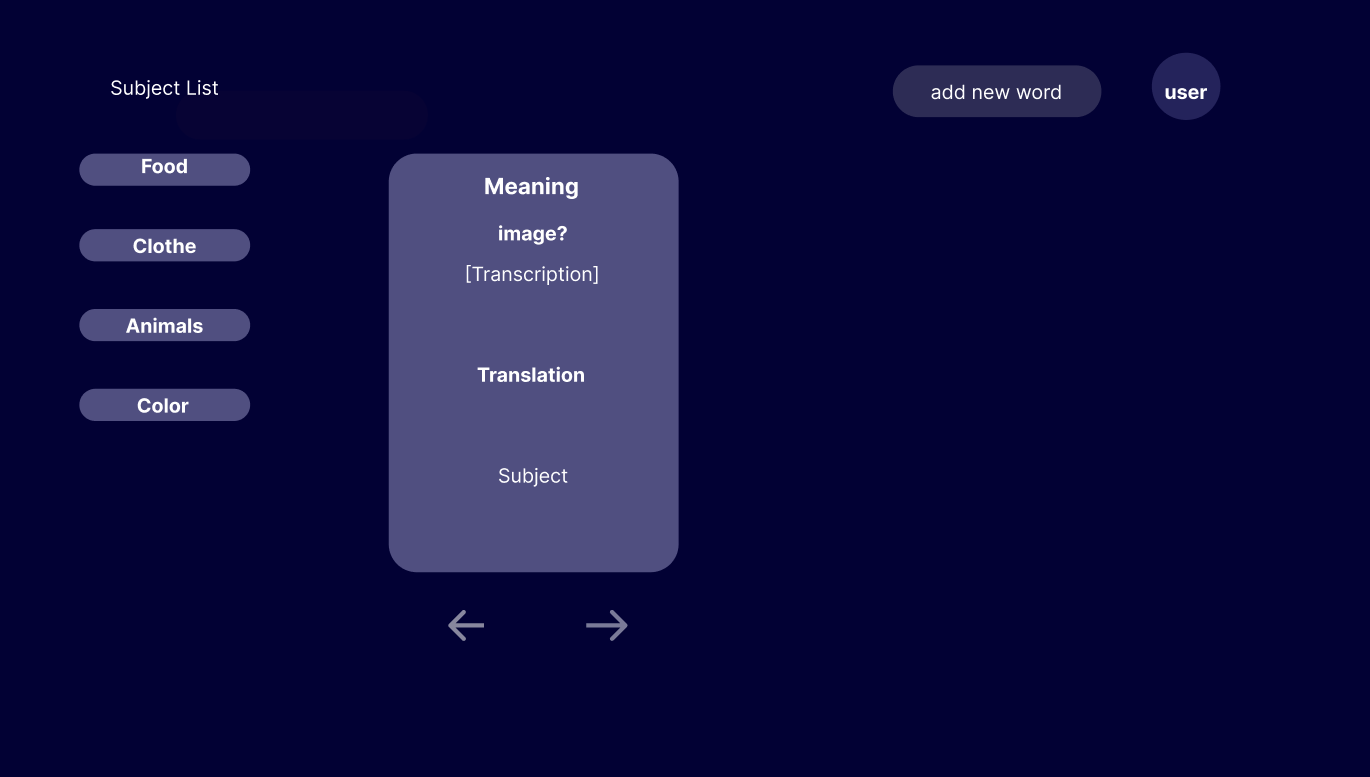 Subject List
add new word
user
Food
Clothe
Animals
Color
Meaning
image?
[Transcription]
Translation
Subject